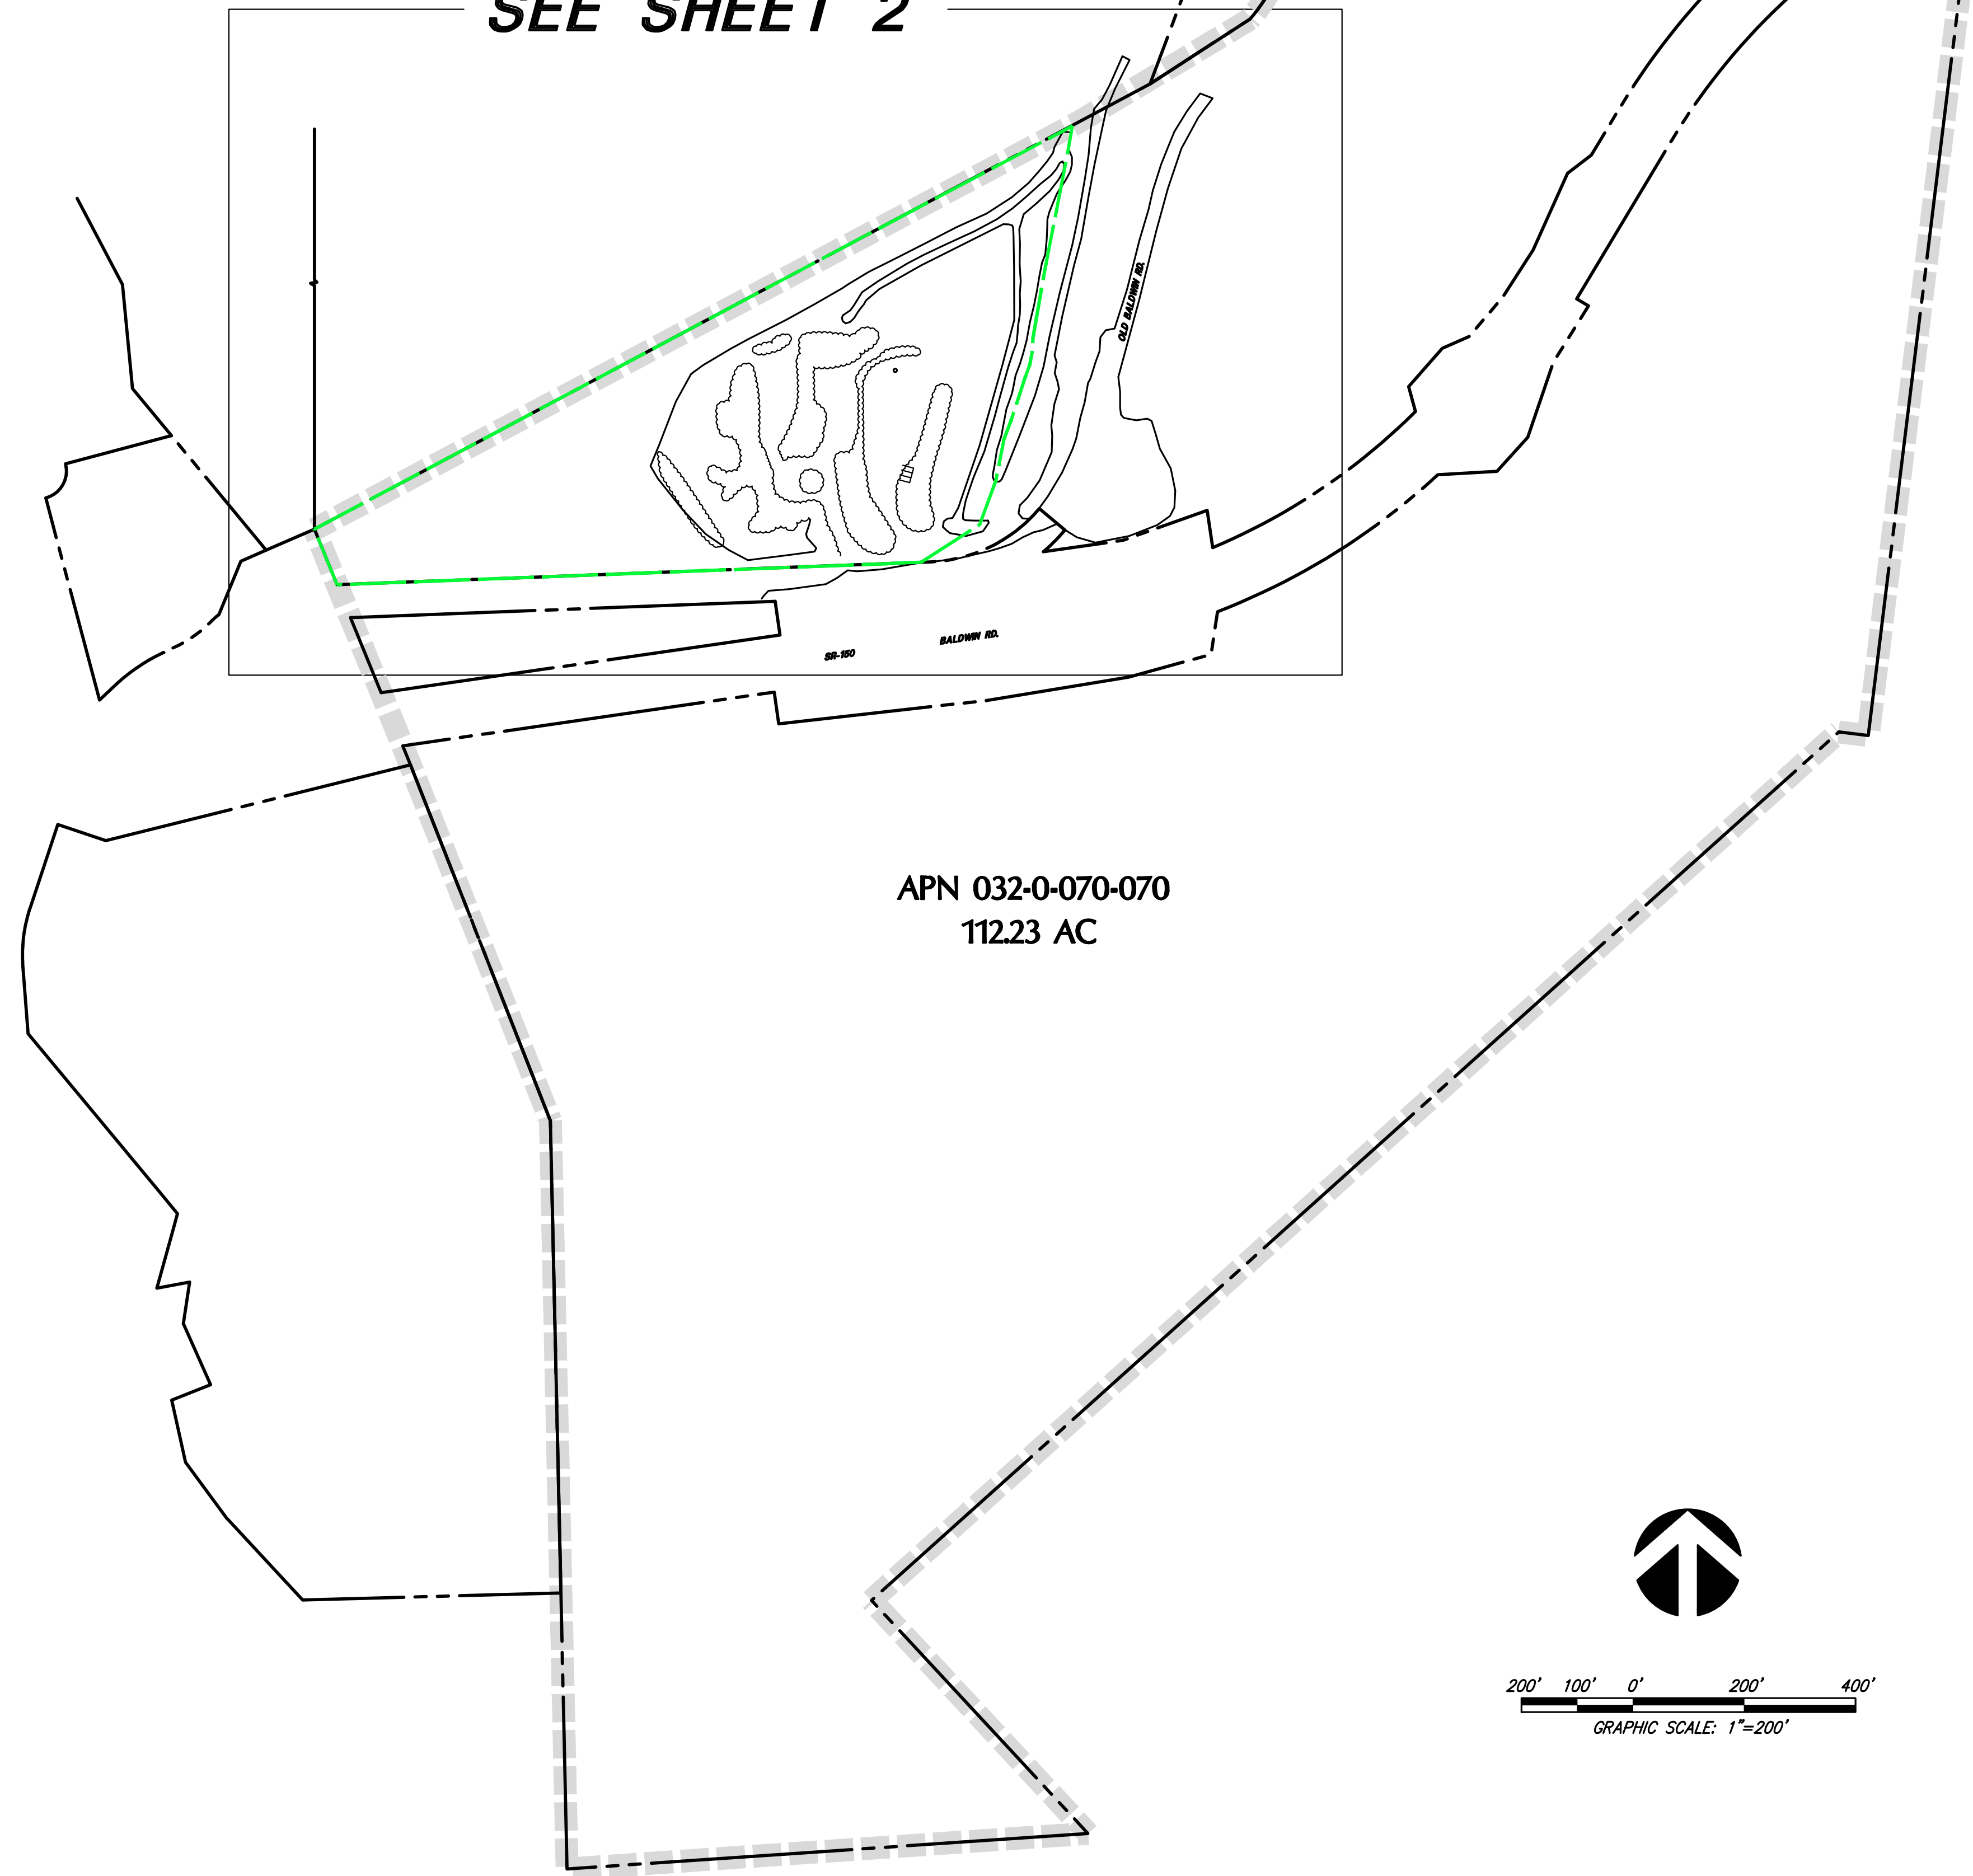 SEE SHEET 2
OLD BALDWIN RD.
BALDWIN RD.
SR-150
APN 032-0-070-070
112.23 AC
200' 100' 0' 200' 400'
GRAPHIC SCALE: 1"=200'